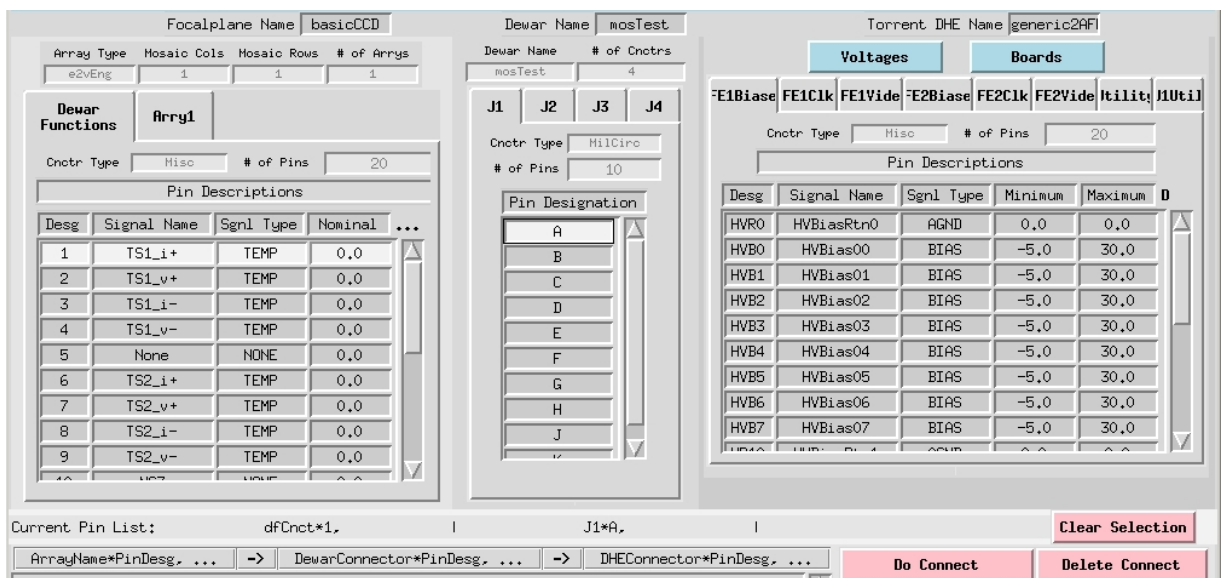 Focalplane Name basicCCD
Array Type Mosaic Cols Mosaic Rows # of Arrys
e2vEng 1 1 1
Dewar Functions Arry1
Cnctr Type Misc # of Pins 20
Pin Descriptions
Desg Signal Name Sgnl Type Nominal ...
1 TS1_i+ TEMP 0.0
2 TS1_v+ TEMP 0.0
3 TS1_i- TEMP 0.0
4 TS1_v- TEMP 0.0
5 None NONE 0.0
6 TS2_i+ TEMP 0.0
7 TS2_v+ TEMP 0.0
8 TS2_i- TEMP 0.0
9 TS2_v- TEMP 0.0
Dewar Name mosTest
Dewar Name # of Cnctrs
mosTest 4
J1 J2 J3 J4
Cnctr Type MilCirc
# of Pins 10
Pin Designation
A
B
C
D
E
F
G
H
J
Torrent DHE Name generic2AF
Voltages Boards
FE1Biase FE1Clk FE1Vide FE2Biase FE2Clk FE2Vide tility J1Util
Cnctr Type Misc # of Pins 20
Pin Descriptions
Desg Signal Name Sgnl Type Minimum Maximum D
HVR0 HVBiasRtn0 AGND 0.0 0.0
HVB0 HVBias00 BIAS -5.0 30.0
HVB1 HVBias01 BIAS -5.0 30.0
HVB2 HVBias02 BIAS -5.0 30.0
HVB3 HVBias03 BIAS -5.0 30.0
HVB4 HVBias04 BIAS -5.0 30.0
HVB5 HVBias05 BIAS -5.0 30.0
HVB6 HVBias06 BIAS -5.0 30.0
HVB7 HVBias07 BIAS -5.0 30.0
Current Pin List: dfCnct*1, | J1*A, | Clear Selection
ArrayName*PinDesg, ... -> DewarConnector*PinDesg, ... -> DHEConnector*PinDesg, ... Do Connect Delete Connect